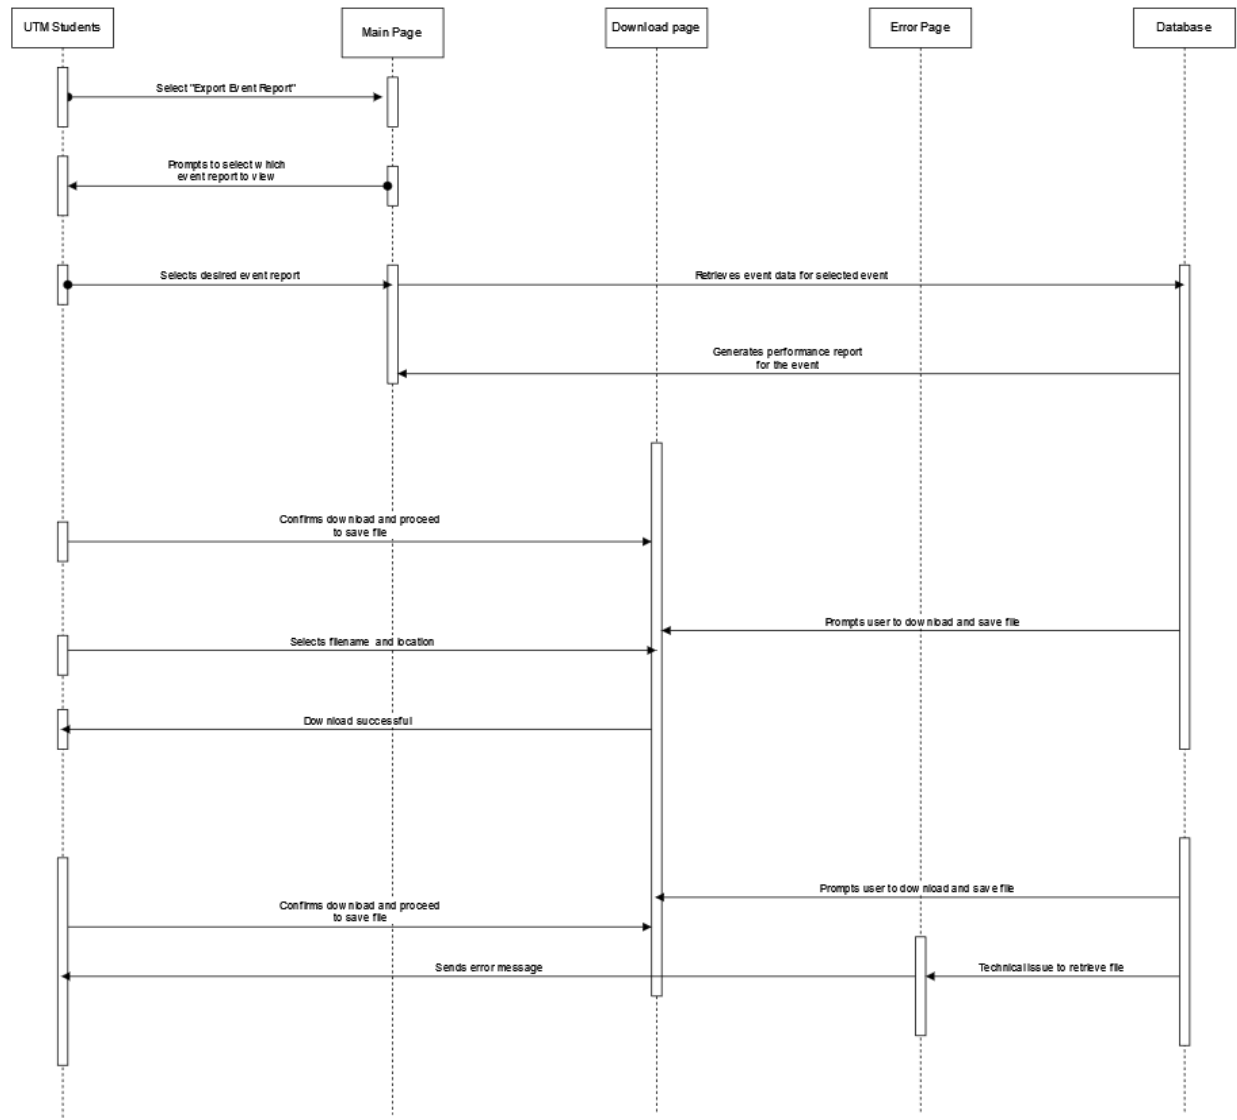 UTM Students
Main Page
Download page
Error Page
Database
Select "Export Event Report"
Prompts to select which
event report to view
Selects desired event report
Retrieves event data for selected event
Generates performance report
for the event
Confirms download and proceed
to save file
Prompts user to download and save file
Selects filename and location
Download successful
Prompts user to download and save file
Confirms download and proceed
to save file
Sends error message
Technical issue to retrieve file